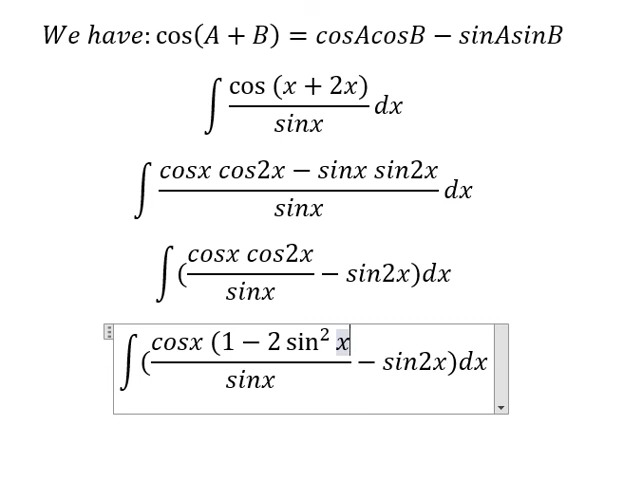 We have: cos(A + B) = cosAcosB − sinAsinB
∫ cos (x + 2x) / sinx dx
∫ cosx cos2x − sinx sin2x / sinx dx
∫ (cosx cos2x / sinx − sin2x)dx
∫ (cosx (1 − 2 sin² x / sinx − sin2x)dx